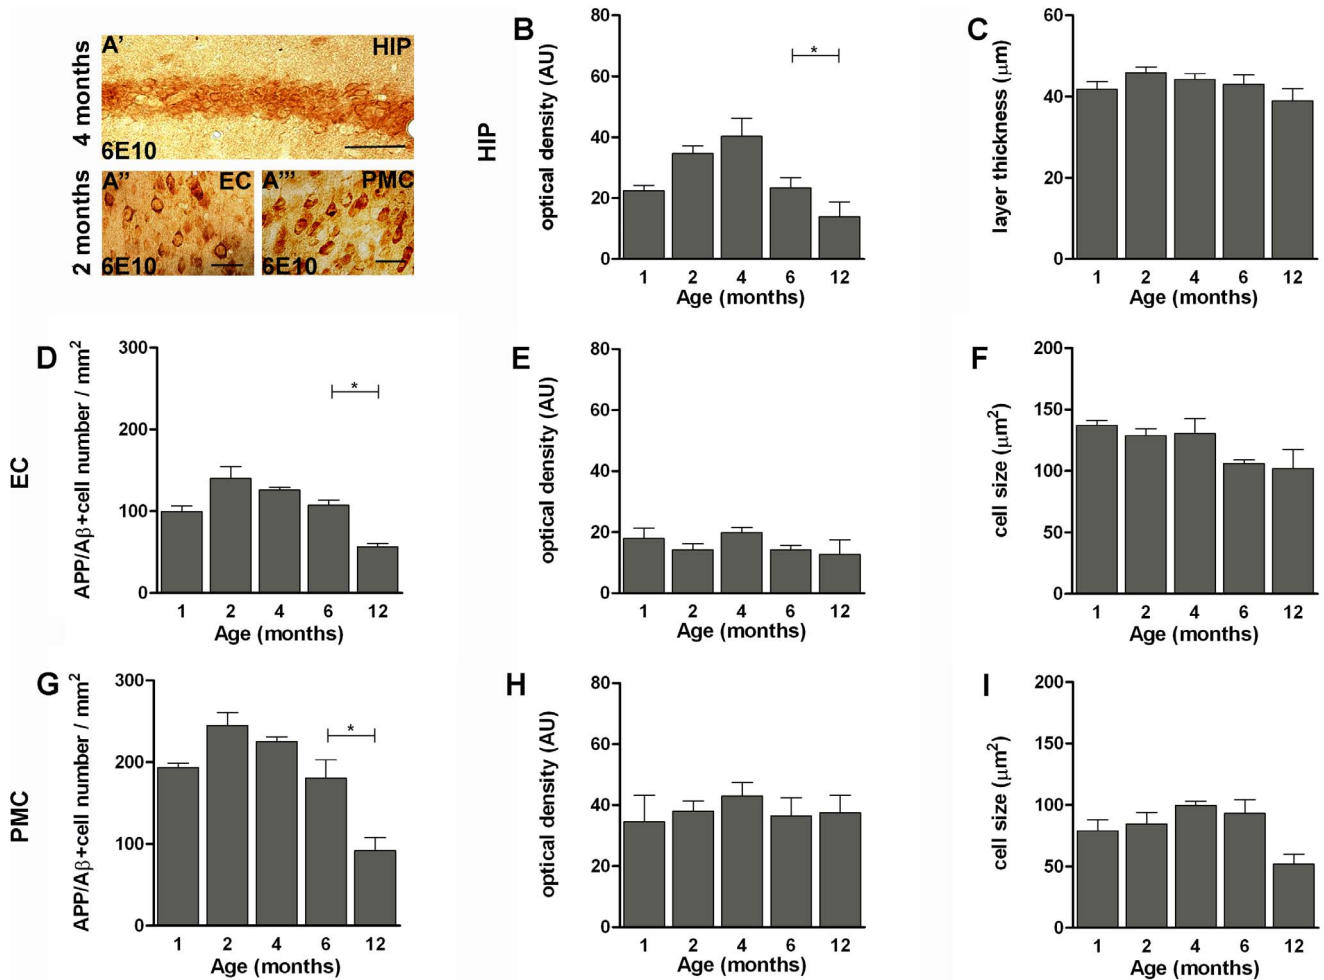 A' HIP
4 months
6E10
A'' EC
A''' PMC
2 months
6E10
6E10
B
HIP
optical density (AU)
80
60
40
20
0
*
1 2 4 6 12
Age (months)
C
layer thickness (μm)
60
40
20
0
1 2 4 6 12
Age (months)
D
EC
APP/Aβ+cell number / mm²
300
200
100
0
*
1 2 4 6 12
Age (months)
E
optical density (AU)
80
60
40
20
0
1 2 4 6 12
Age (months)
F
cell size (μm²)
200
150
100
50
0
1 2 4 6 12
Age (months)
G
PMC
APP/Aβ+cell number / mm²
300
200
100
0
*
1 2 4 6 12
Age (months)
H
optical density (AU)
80
60
40
20
0
1 2 4 6 12
Age (months)
I
cell size (μm²)
200
150
100
50
0
1 2 4 6 12
Age (months)